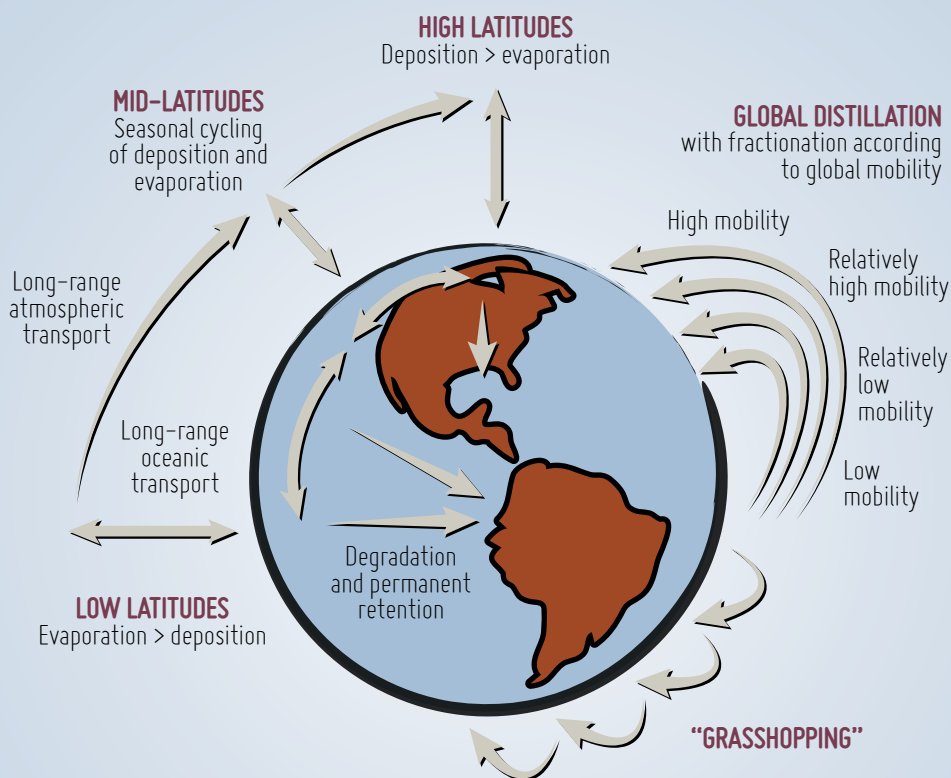 HIGH LATITUDES
Deposition > evaporation
MID-LATITUDES
Seasonal cycling
of deposition and
evaporation
GLOBAL DISTILLATION
with fractionation according
to global mobility
High mobility
Relatively
high mobility
Long-range
atmospheric
transport
Relatively
low
mobility
Long-range
oceanic
transport
Low
mobility
Degradation
and permanent
retention
LOW LATITUDES
Evaporation > deposition
“GRASSHOPPING”